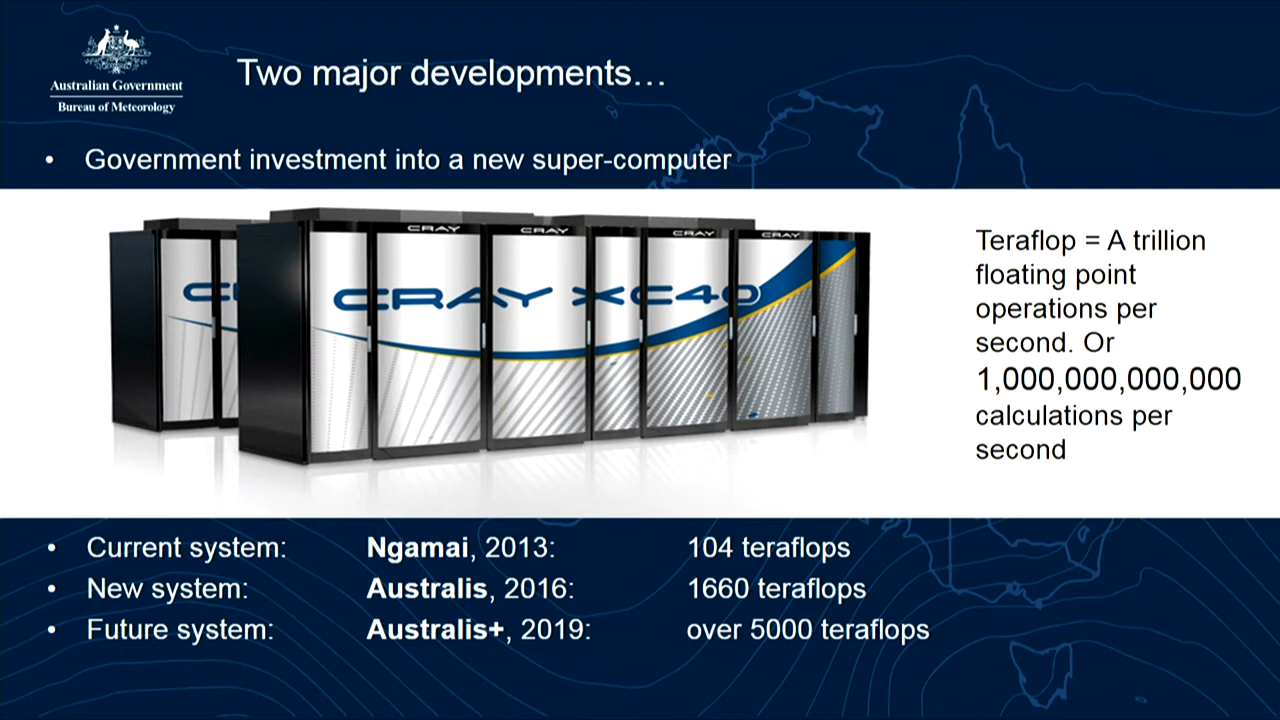 Australian Government
Bureau of Meteorology
Two major developments...
• Government investment into a new super-computer
CRAY CRAY CRAY CRAY
CRAY XC40
Teraflop = A trillion
floating point
operations per
second. Or
1,000,000,000,000
calculations per
second
• Current system: Ngamai, 2013: 104 teraflops
• New system: Australis, 2016: 1660 teraflops
• Future system: Australis+, 2019: over 5000 teraflops